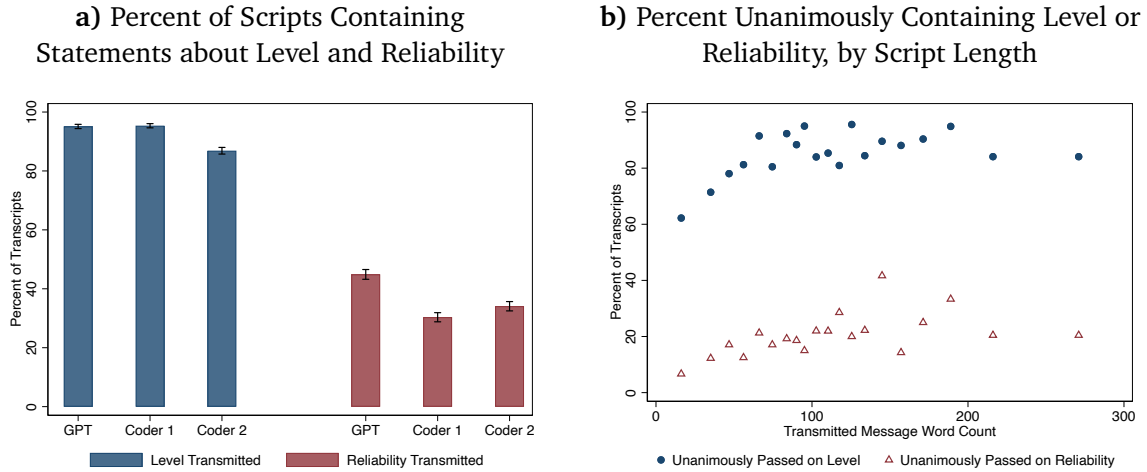 a) Percent of Scripts Containing
Statements about Level and Reliability
Percent of Transcripts
100
80
60
40
20
0
GPT
Coder 1
Coder 2
GPT
Coder 1
Coder 2
Level Transmitted
Reliability Transmitted
b) Percent Unanimously Containing Level or
Reliability, by Script Length
Percent of Transcripts
100
80
60
40
20
0
0
100
200
300
Transmitted Message Word Count
Unanimously Passed on Level
Unanimously Passed on Reliability